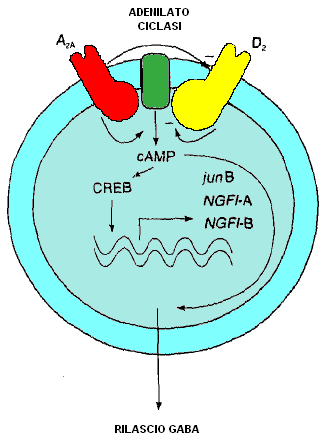 ADENILATO
CICLASI
A2A
D2
cAMP
CREB
junB
NGFI-A
NGFI-B
RILASCIO GABA